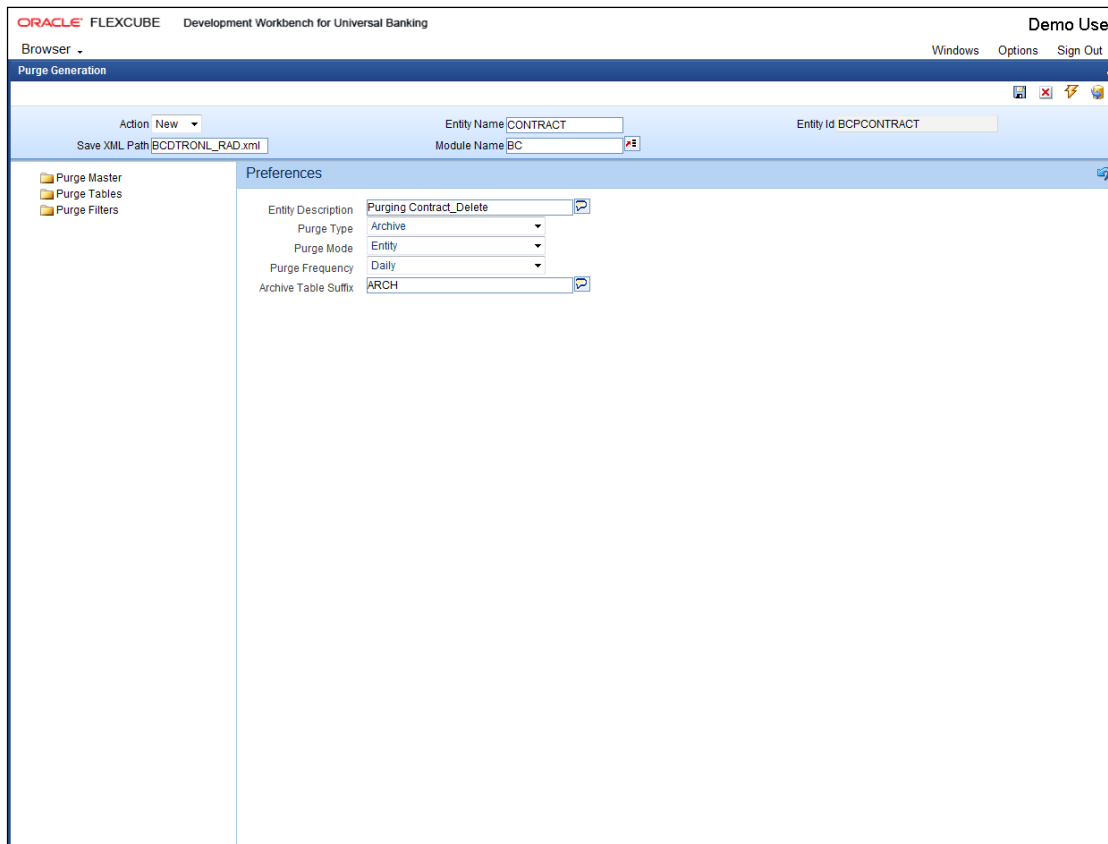 ORACLE FLEXCUBE Development Workbench for Universal Banking Demo Use
Browser Windows Options Sign Out
Purge Generation
Action New Entity Name CONTRACT Entity Id BCPCONTRACT
Save XML Path BCDTRONL_RAD.xml Module Name BC
Purge Master
Purge Tables
Purge Filters
Preferences
Entity Description Purging Contract_Delete
Purge Type Archive
Purge Mode Entity
Purge Frequency Daily
Archive Table Suffix ARCH